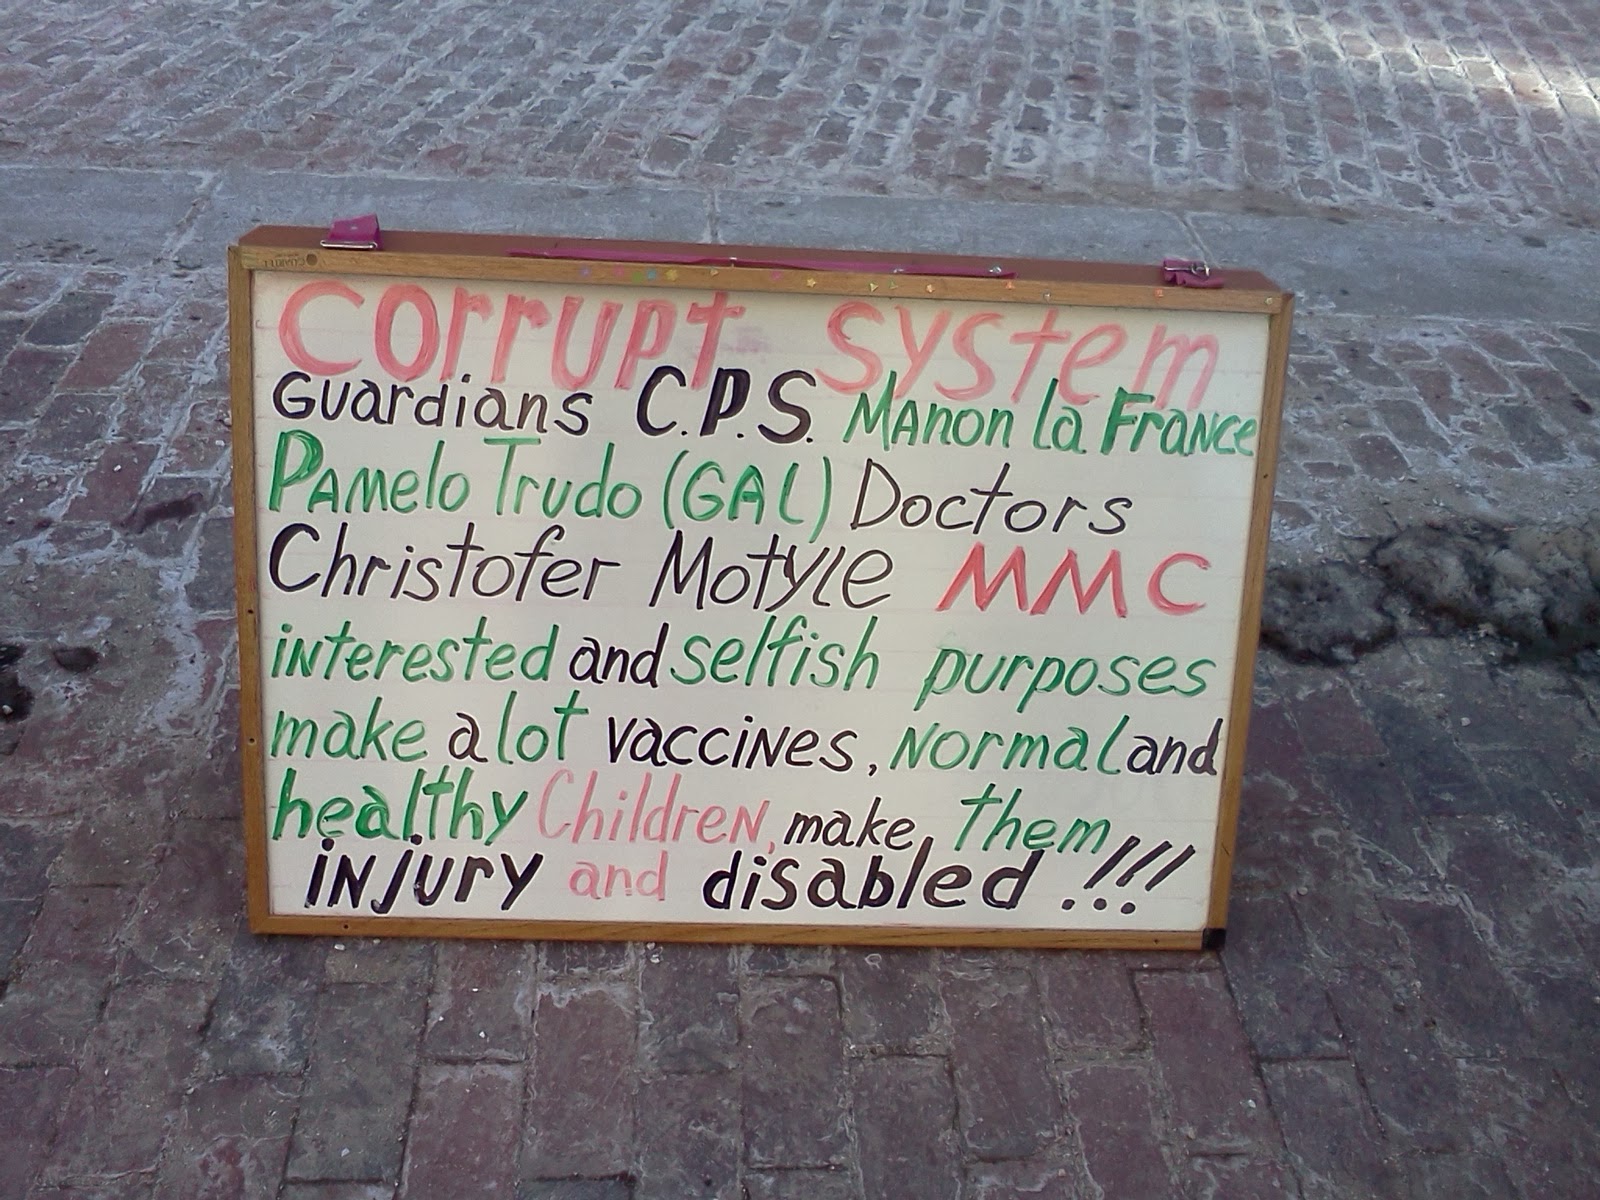 Corrupt System
Guardians C.P.S. Manon la France
Pamelo Trudo (GAL) Doctors
Christofer Motyle MMC
interested and selfish purposes
make a lot vaccines, Normal and
healthy Children, make them
injury and disabled!!!